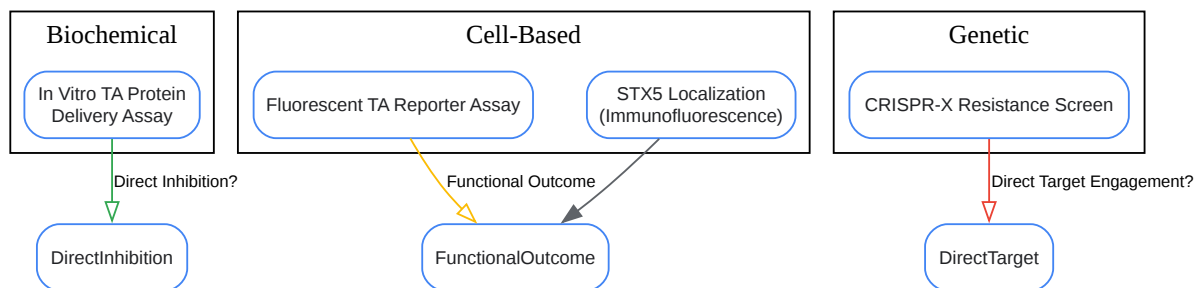 Biochemical
Cell-Based
Genetic
In Vitro TA Protein
Delivery Assay
Fluorescent TA Reporter Assay
STX5 Localization
(Immunofluorescence)
CRISPR-X Resistance Screen
Direct Inhibition?
Functional Outcome
Direct Target Engagement?
DirectInhibition
FunctionalOutcome
DirectTarget